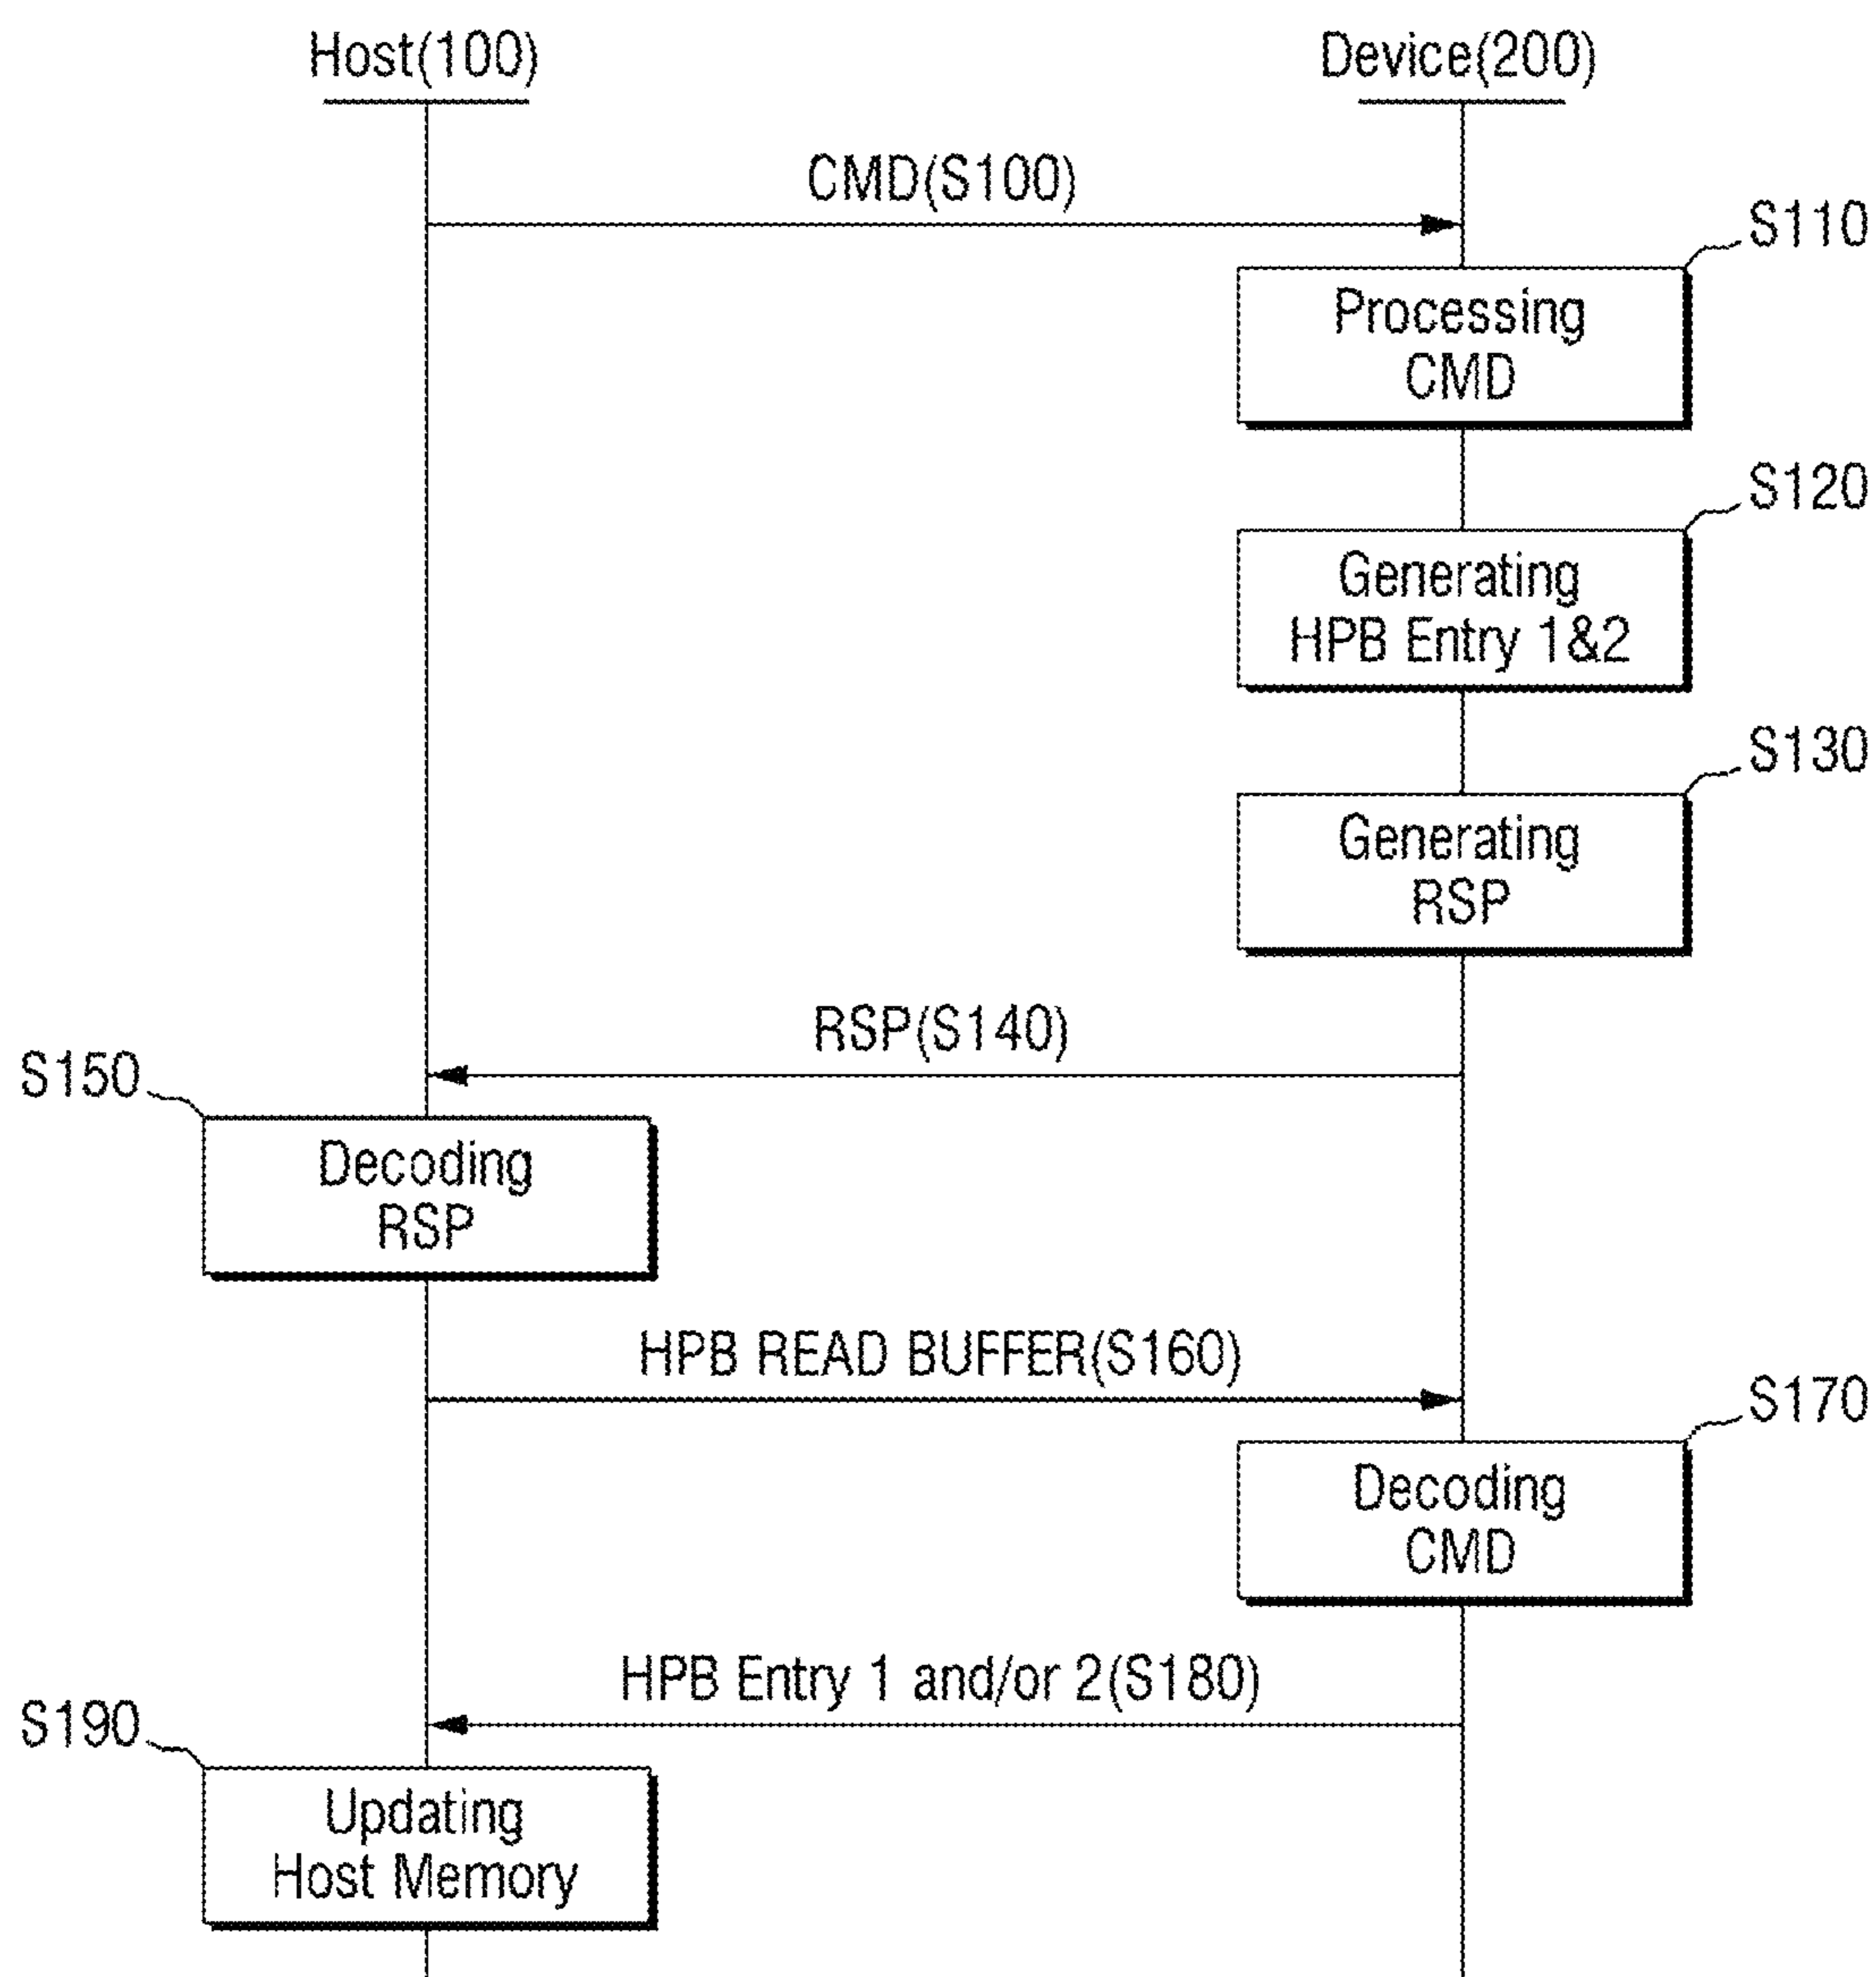 Host(100)
Device(200)
CMD(S100)
S110
Processing
CMD
S120
Generating
HPB Entry 1&2
S130
Generating
RSP
RSP(S140)
S150
Decoding
RSP
HPB READ BUFFER(S160)
S170
Decoding
CMD
HPB Entry 1 and/or 2(S180)
S190
Updating
Host Memory